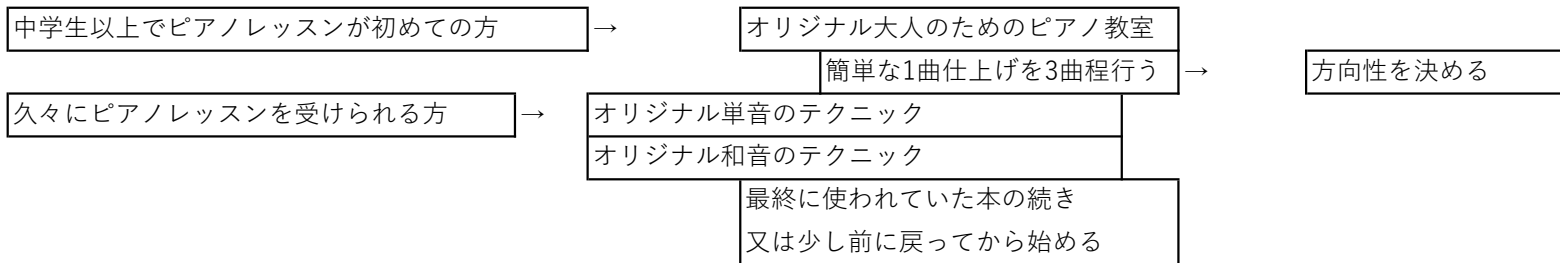 中学生以上でピアノレッスンが初めての方 → オリジナル大人のためのピアノ教室
簡単な1曲仕上げを3曲程行う → 方向性を決める
久々にピアノレッスンを受けられる方 → オリジナル単音のテクニック
オリジナル和音のテクニック
最終に使われていた本の続き
又は少し前に戻ってから始める